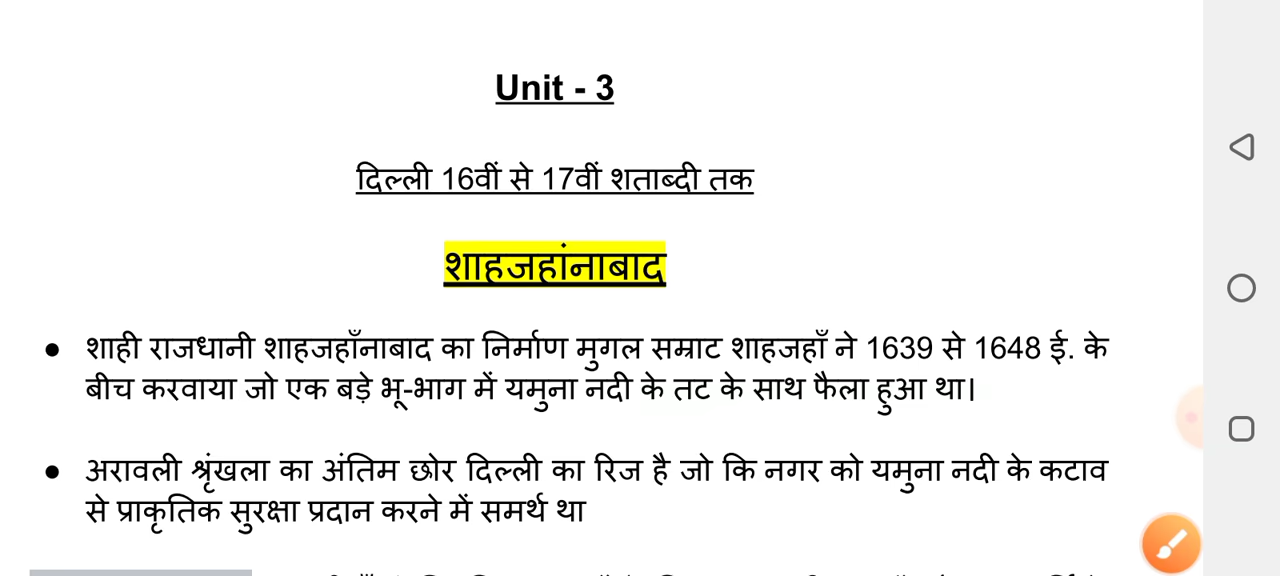 Unit - 3
दिल्ली 16वीं से 17वीं शताब्दी तक
शाहजहांनाबाद
● शाही राजधानी शाहजहाँनाबाद का निर्माण मुगल सम्राट शाहजहाँ ने 1639 से 1648 ई. के
बीच करवाया जो एक बड़े भू-भाग में यमुना नदी के तट के साथ फैला हुआ था।
● अरावली श्रृंखला का अंतिम छोर दिल्ली का रिज है जो कि नगर को यमुना नदी के कटाव
से प्राकृतिक सुरक्षा प्रदान करने में समर्थ था